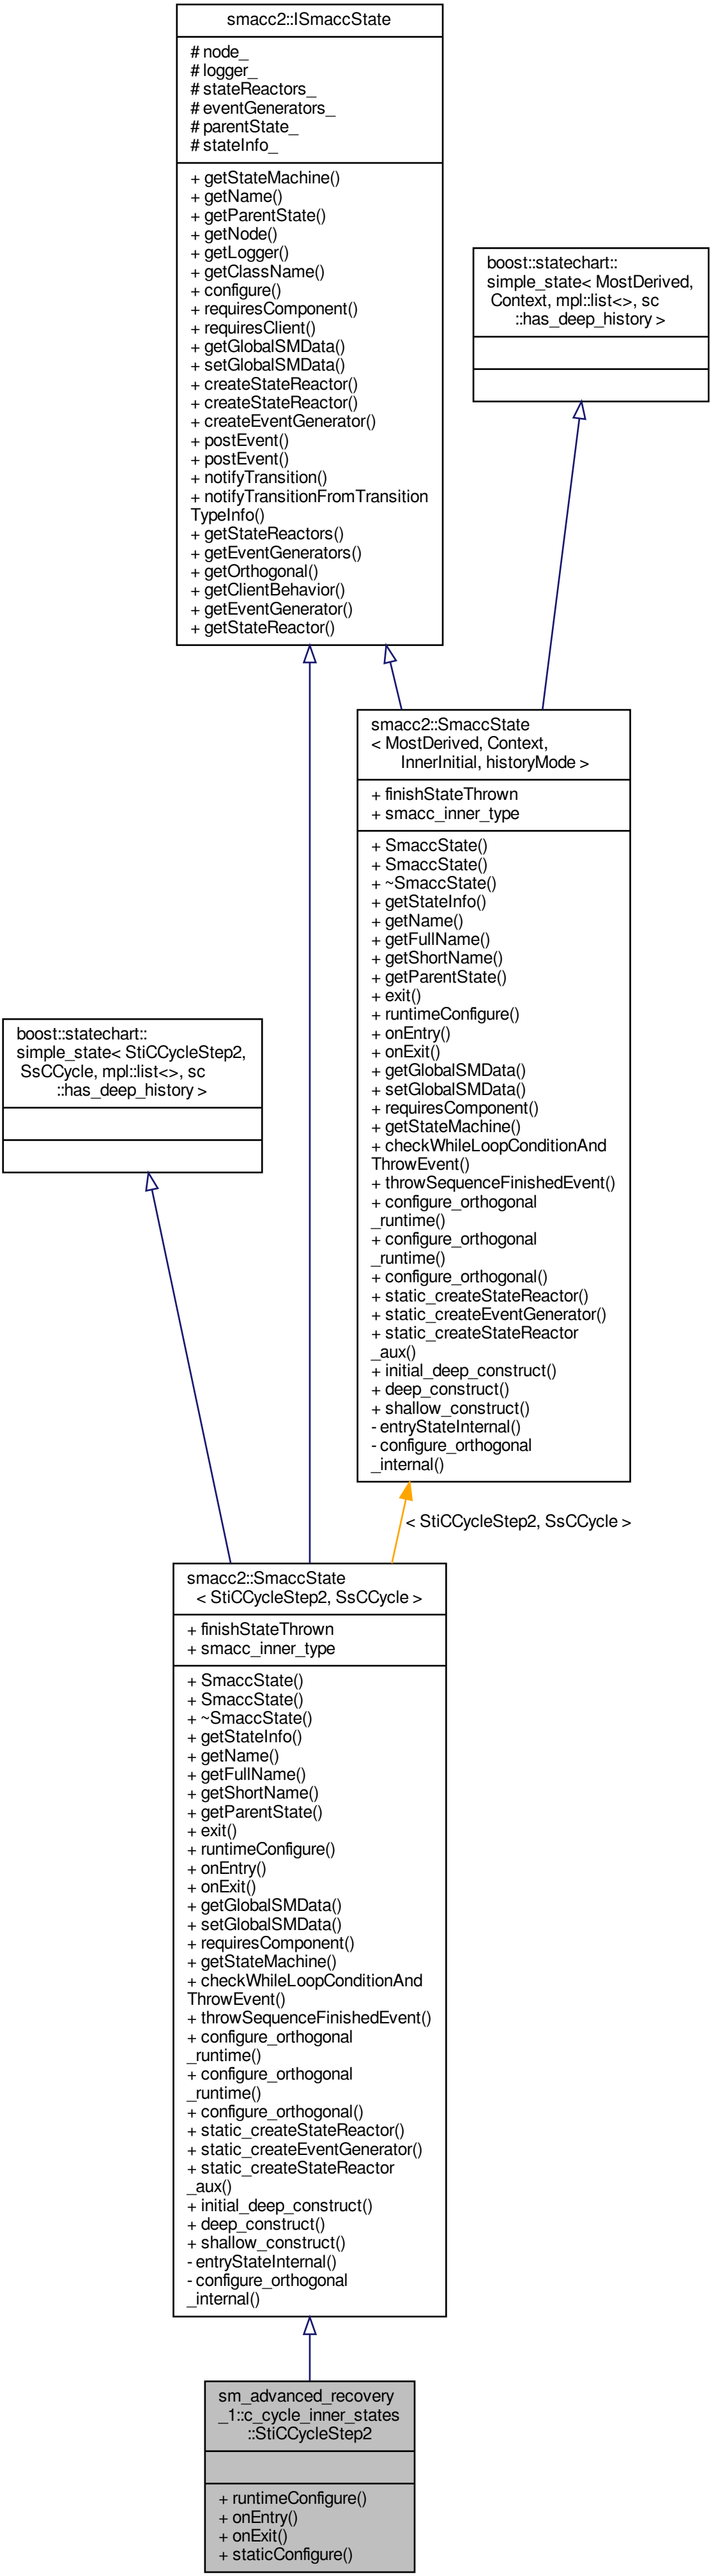 smacc2::ISmaccState
# node_
# logger_
# stateReactors_
# eventGenerators_
# parentState_
# stateInfo_
+ getStateMachine()
+ getName()
+ getParentState()
+ getNode()
+ getLogger()
+ getClassName()
+ configure()
+ requiresComponent()
+ requiresClient()
+ getGlobalSMData()
+ setGlobalSMData()
+ createStateReactor()
+ createStateReactor()
+ createEventGenerator()
+ postEvent()
+ postEvent()
+ notifyTransition()
+ notifyTransitionFromTransition
TypeInfo()
+ getStateReactors()
+ getEventGenerators()
+ getOrthogonal()
+ getClientBehavior()
+ getEventGenerator()
+ getStateReactor()
boost::statechart::
simple_state< MostDerived,
Context, mpl::list<>, sc
::has_deep_history >
smacc2::SmaccState
< MostDerived, Context,
InnerInitial, historyMode >
+ finishStateThrown
+ smacc_inner_type
+ SmaccState()
+ SmaccState()
+ ~SmaccState()
+ getStateInfo()
+ getName()
+ getFullName()
+ getShortName()
+ getParentState()
+ exit()
+ runtimeConfigure()
+ onEntry()
+ onExit()
+ getGlobalSMData()
+ setGlobalSMData()
+ requiresComponent()
+ getStateMachine()
+ checkWhileLoopConditionAnd
ThrowEvent()
+ throwSequenceFinishedEvent()
+ configure_orthogonal
_runtime()
+ configure_orthogonal
_runtime()
+ configure_orthogonal()
+ static_createStateReactor()
+ static_createEventGenerator()
+ static_createStateReactor
_aux()
+ initial_deep_construct()
+ deep_construct()
+ shallow_construct()
- entryStateInternal()
- configure_orthogonal
_internal()
boost::statechart::
simple_state< StiCCycleStep2,
SsCCycle, mpl::list<>, sc
::has_deep_history >
< StiCCycleStep2, SsCCycle >
smacc2::SmaccState
< StiCCycleStep2, SsCCycle >
+ finishStateThrown
+ smacc_inner_type
+ SmaccState()
+ SmaccState()
+ ~SmaccState()
+ getStateInfo()
+ getName()
+ getFullName()
+ getShortName()
+ getParentState()
+ exit()
+ runtimeConfigure()
+ onEntry()
+ onExit()
+ getGlobalSMData()
+ setGlobalSMData()
+ requiresComponent()
+ getStateMachine()
+ checkWhileLoopConditionAnd
ThrowEvent()
+ throwSequenceFinishedEvent()
+ configure_orthogonal
_runtime()
+ configure_orthogonal
_runtime()
+ configure_orthogonal()
+ static_createStateReactor()
+ static_createEventGenerator()
+ static_createStateReactor
_aux()
+ initial_deep_construct()
+ deep_construct()
+ shallow_construct()
- entryStateInternal()
- configure_orthogonal
_internal()
sm_advanced_recovery
_1::c_cycle_inner_states
::StiCCycleStep2
+ runtimeConfigure()
+ onEntry()
+ onExit()
+ staticConfigure()